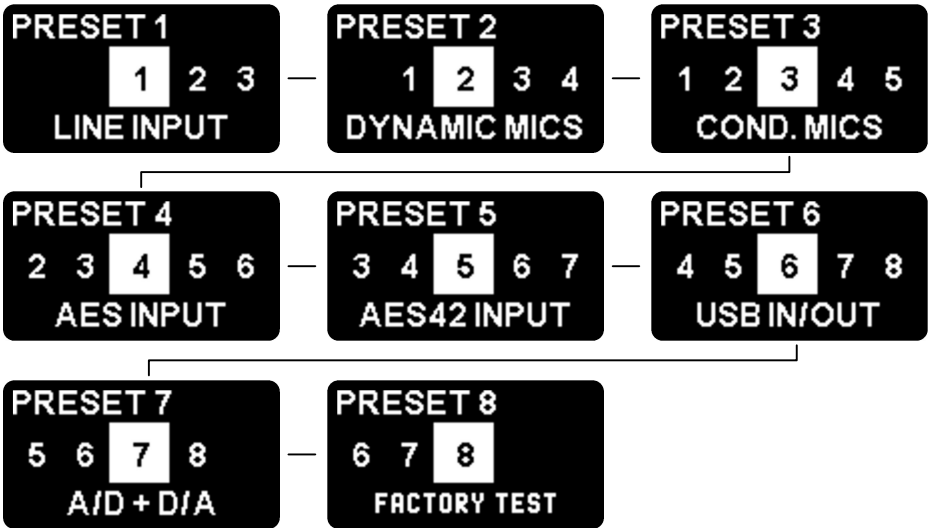 PRESET 1
1 2 3
LINE INPUT
PRESET 2
1 2 3 4
DYNAMIC MICS
PRESET 3
1 2 3 4 5
COND. MICS
PRESET 4
2 3 4 5 6
AES INPUT
PRESET 5
3 4 5 6 7
AES42 INPUT
PRESET 6
4 5 6 7 8
USB IN/OUT
PRESET 7
5 6 7 8
A/D + D/A
PRESET 8
6 7 8
FACTORY TEST